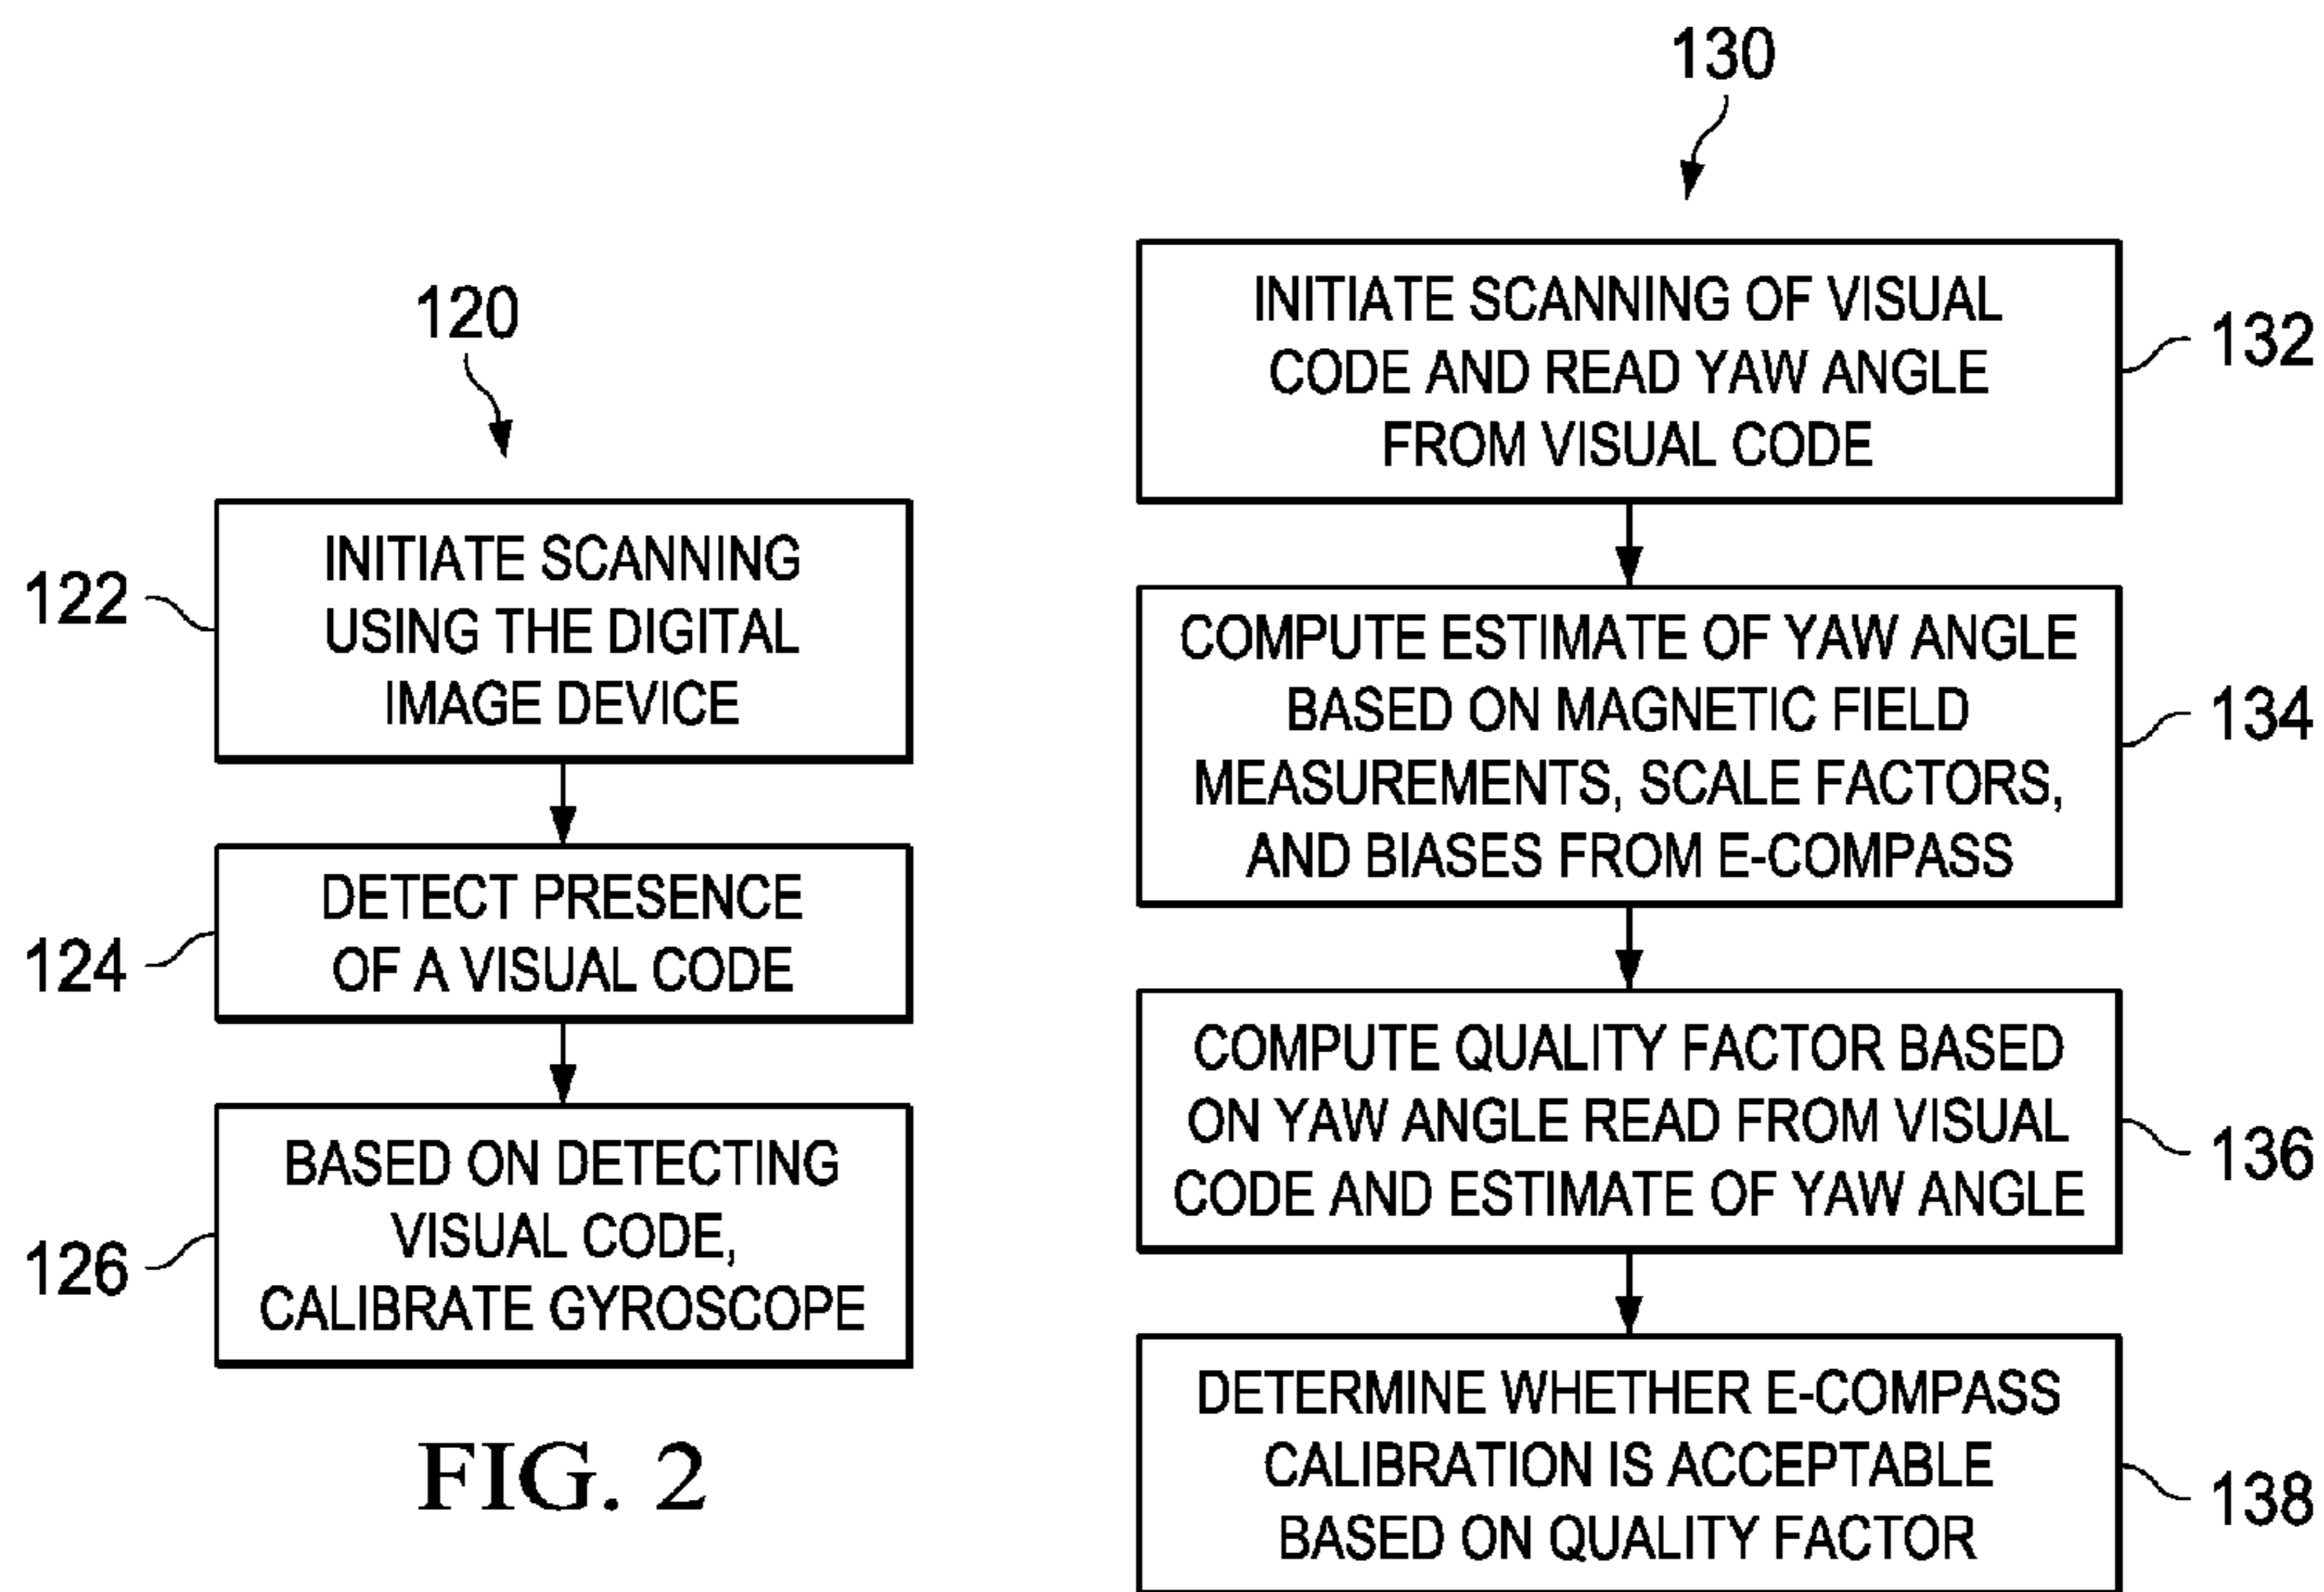 120
122
INITIATE SCANNING
USING THE DIGITAL
IMAGE DEVICE
124
DETECT PRESENCE
OF A VISUAL CODE
126
BASED ON DETECTING
VISUAL CODE,
CALIBRATE GYROSCOPE
FIG. 2
130
INITIATE SCANNING OF VISUAL
CODE AND READ YAW ANGLE
FROM VISUAL CODE
132
COMPUTE ESTIMATE OF YAW ANGLE
BASED ON MAGNETIC FIELD
MEASUREMENTS, SCALE FACTORS,
AND BIASES FROM E-COMPASS
134
COMPUTE QUALITY FACTOR BASED
ON YAW ANGLE READ FROM VISUAL
CODE AND ESTIMATE OF YAW ANGLE
136
DETERMINE WHETHER E-COMPASS
CALIBRATION IS ACCEPTABLE
BASED ON QUALITY FACTOR
138